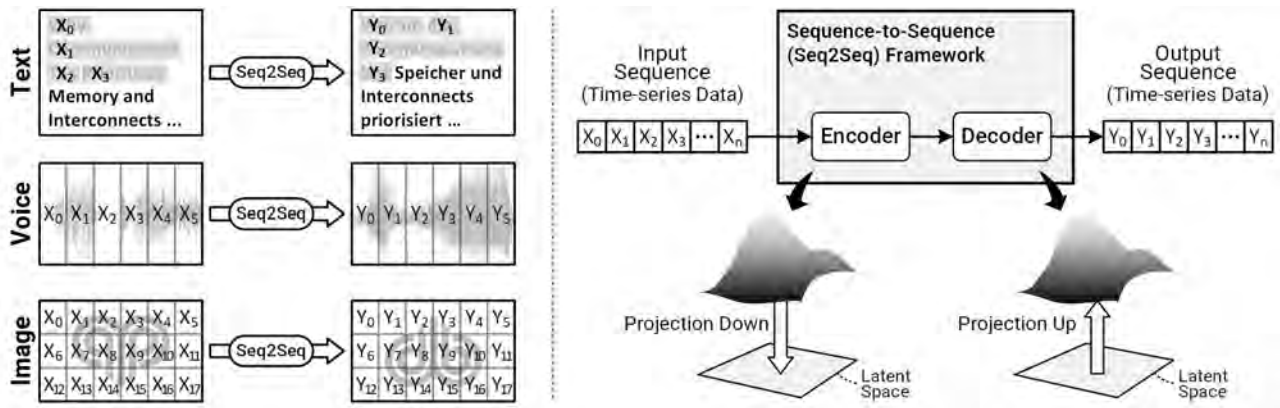 Text
X0
X1
X2 X3
Memory and
Interconnects ...
Seq2Seq
Y0 Y1
Y2
Y3 Speicher und
Interconnects
priorisiert ...
Voice
X0 X1 X2 X3 X4 X5
Seq2Seq
Y0 Y1 Y2 Y3 Y4 Y5
Image
X0 X1 X2 X3 X4 X5
X6 X7 X8 X9 X10 X11
X12 X13 X14 X15 X16 X17
Seq2Seq
Y0 Y1 Y2 Y3 Y4 Y5
Y6 Y7 Y8 Y9 Y10 Y11
Y12 Y13 Y14 Y15 Y16 Y17
Input
Sequence
(Time-series Data)
X0 X1 X2 X3 ... Xn
Sequence-to-Sequence
(Seq2Seq) Framework
Encoder
Decoder
Output
Sequence
(Time-series Data)
Y0 Y1 Y2 Y3 ... Yn
Projection Down
Latent
Space
Projection Up
Latent
Space